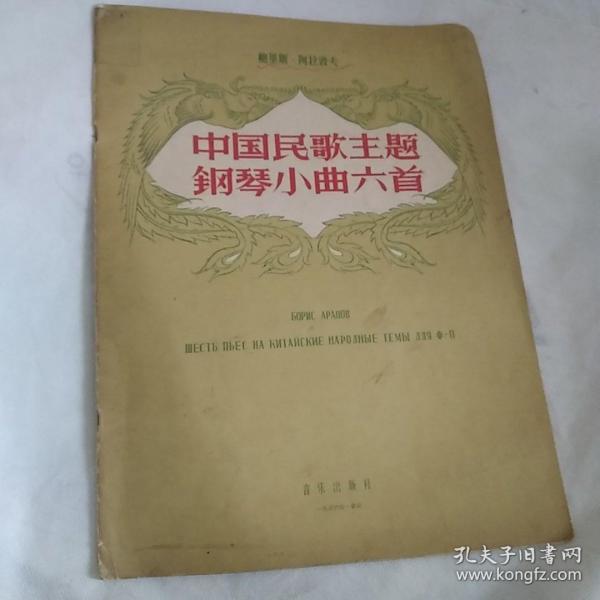 鲍里斯·阿拉波夫
中国民歌主题
鋼琴小曲六首
БОРИС АРАПОВ
ШЕСТЬ ПЬЕС НА КИТАЙСКИЕ НАРОДНЫЕ ТЕМЫ ДЛЯ Ф-П
音乐出版社
孔夫子旧书网
www.kongfz.com